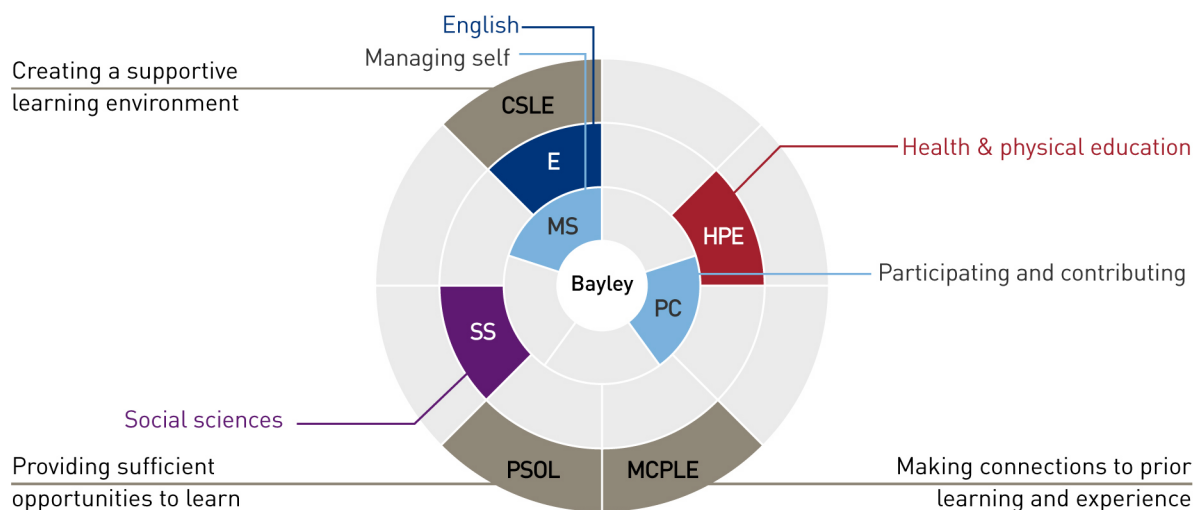 English
Managing self
Creating a supportive
learning environment
CSLE
E
Health & physical education
MS
HPE
Participating and contributing
Bayley
PC
SS
Social sciences
Providing sufficient
opportunities to learn
PSOL
MCPLE
Making connections to prior
learning and experience